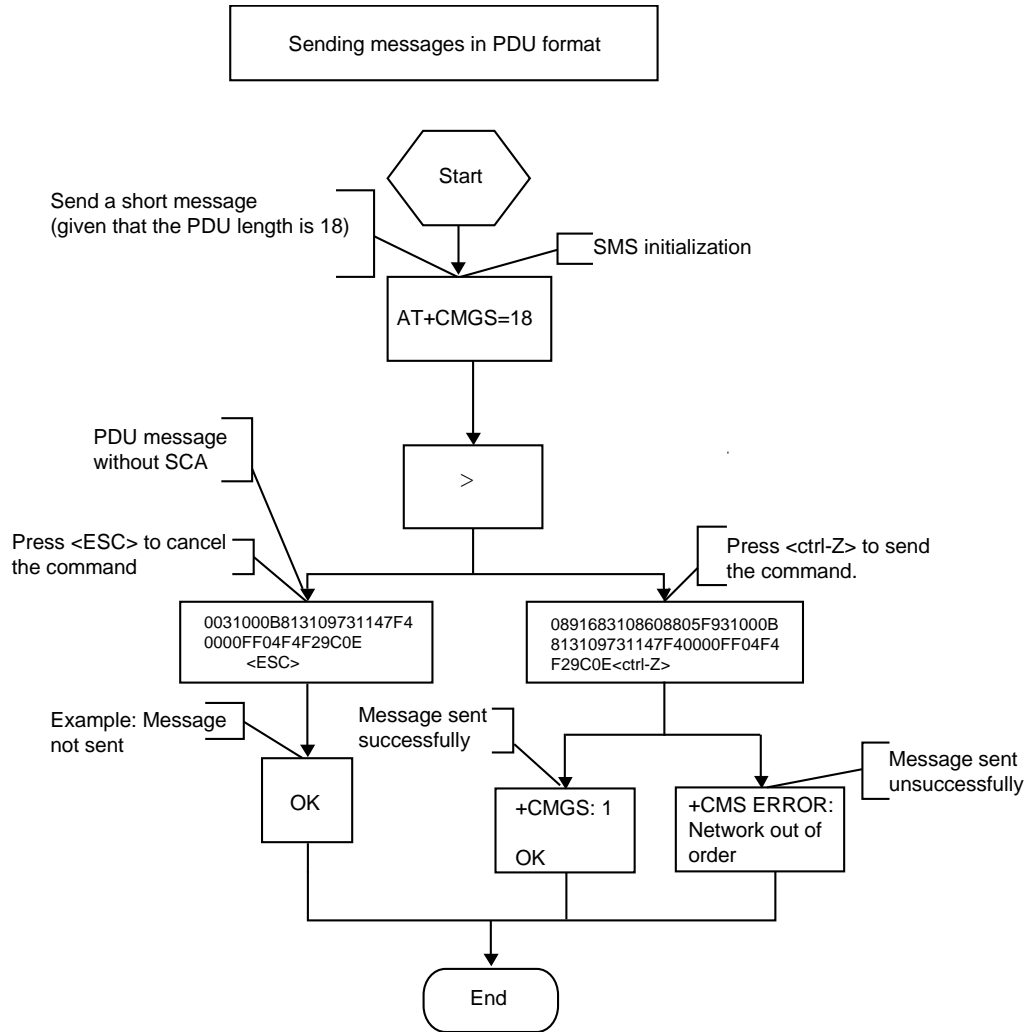 Sending messages in PDU format
Start
Send a short message
(given that the PDU length is 18)
SMS initialization
AT+CMGS=18
PDU message
without SCA
>
Press <ESC> to cancel
the command
Press <ctrl-Z> to send
the command.
0031000B813109731147F4
0000FF04F4F29C0E
<ESC>
0891683108608805F931000B
813109731147F40000FF04F4
F29C0E<ctrl-Z>
Example: Message
not sent
Message sent
successfully
Message sent
unsuccessfully
OK
+CMGS: 1
OK
+CMS ERROR:
Network out of
order
End